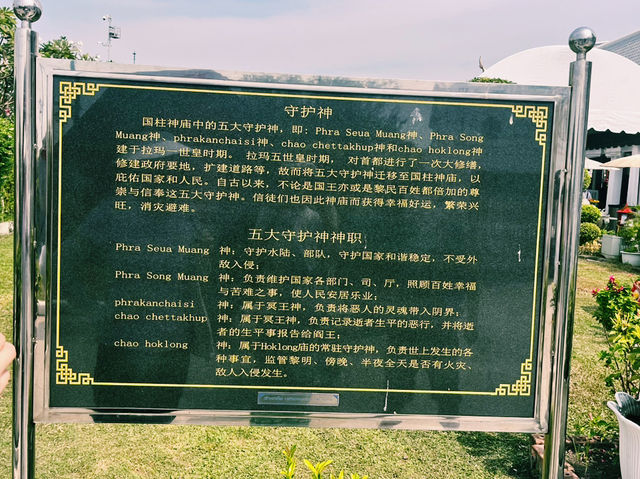 守护神
国柱神庙中的五大守护神，即：Phra Seua Muang神、Phra Song
Muang神、phrakanchaisi神、chao chettakhup神和chao hoklong神
建于拉玛一世皇时期。 拉玛五世皇时期， 对首都进行了一次大修缮，
修建政府要地，扩建道路等，故而将五大守护神迁移至国柱神庙，以
庇佑国家和人民。自古以来，不论是国王亦或是黎民百姓都倍加的尊
崇与信奉这五大守护神。信徒们也因此神庙而获得幸福好运，繁荣兴
旺，消灾避难。
五大守护神神职
Phra Seua Muang 神：守护水陆、部队，守护国家和谐稳定，不受外
敌入侵；
Phra Song Muang 神：负责维护国家各部门、司、厅，照顾百姓幸福
与苦难之事，使人民安居乐业；
phrakanchaisi 神：属于冥王神，负责将恶人的灵魂带入阴界；
chao chettakhup 神：属于冥王神，负责记录逝者生平的恶行，并将逝
者的生平事报告给阎王；
chao hoklong 神：属于Hoklong庙的常驻守护神，负责世上发生的各
种事宜，监管黎明、傍晚、半夜全天是否有火灾、
敌人入侵发生。